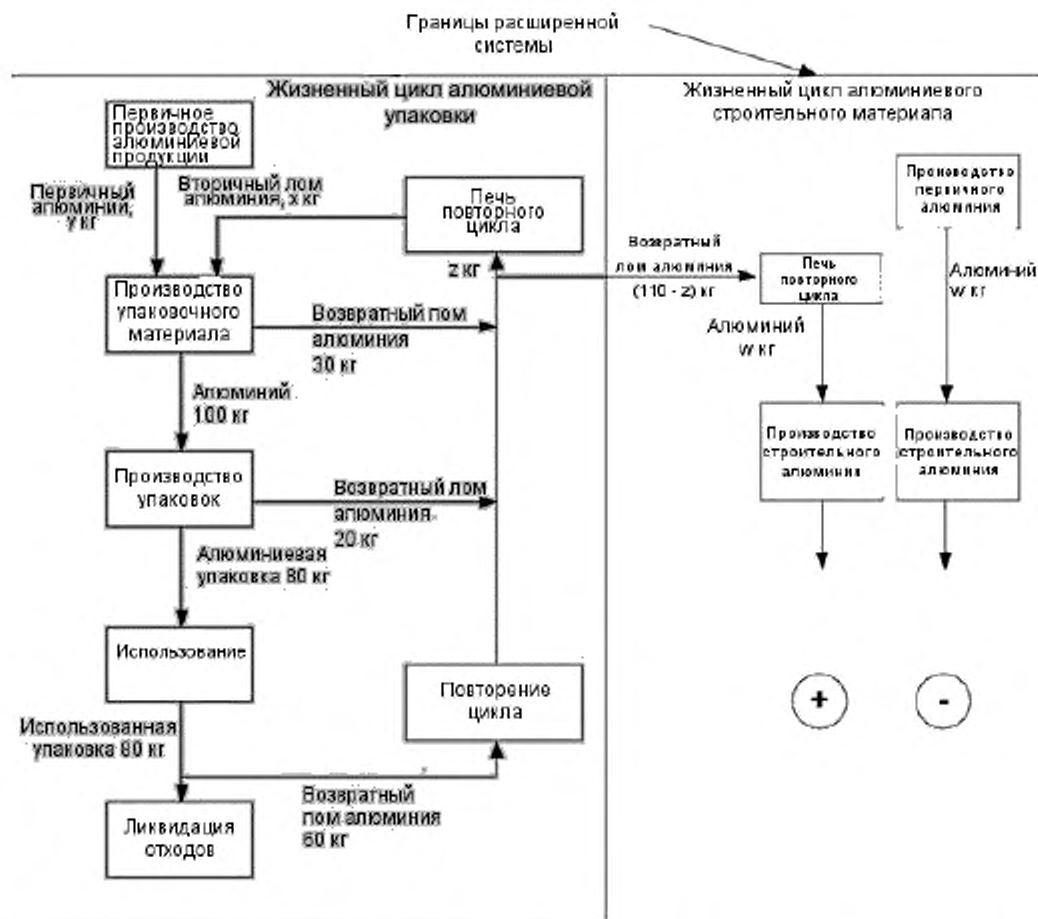 Границы расширенной
системы
Жизненный цикл алюминиевой
упаковки
Жизненный цикл алюминиевого
строительного материала
Первичное
производство
алюминиевой
продукции
Первичный
алюминий,
y кг
Вторичный лом
алюминия, x кг
Печь
повторного
цикла
z кг
Производство
упаковочного
материала
Возвратный лом
алюминия
30 кг
Алюминий
100 кг
Производство
упаковок
Возвратный лом
алюминия
20 кг
Алюминиевая
упаковка 80 кг
Использование
Использованная
упаковка 80 кг
Повторение
цикла
Возвратный
лом алюминия
60 кг
Ликвидация
отходов
Возвратный
лом алюминия
(110 - z) кг
Печь
повторного
цикла
Алюминий
w кг
Производство
строительного
алюминия
+
Производство
первичного
алюминия
Алюминий
w кг
Производство
строительного
алюминия
-